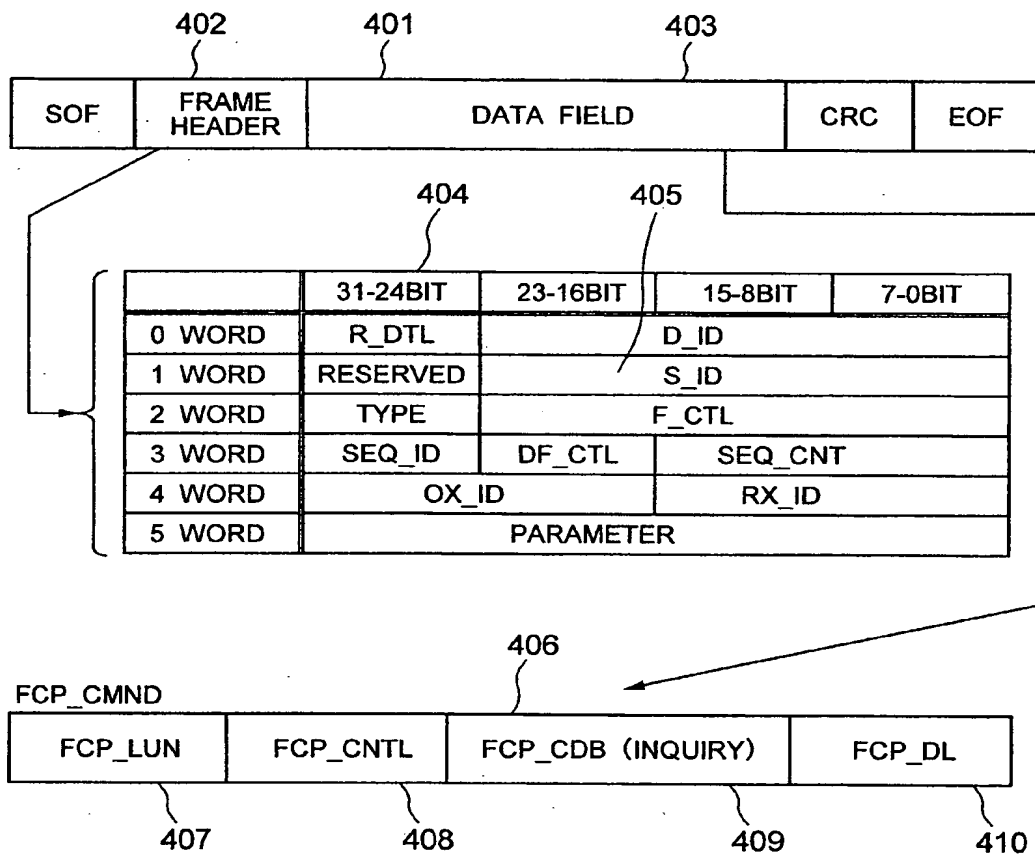 402 401 403
SOF FRAME HEADER DATA FIELD CRC EOF
404 405
31-24BIT 23-16BIT 15-8BIT 7-0BIT
0 WORD R_DTL D_ID
1 WORD RESERVED S_ID
2 WORD TYPE F_CTL
3 WORD SEQ_ID DF_CTL SEQ_CNT
4 WORD OX_ID RX_ID
5 WORD PARAMETER
406
FCP_CMND
FCP_LUN FCP_CNTL FCP_CDB (INQUIRY) FCP_DL
407 408 409 410